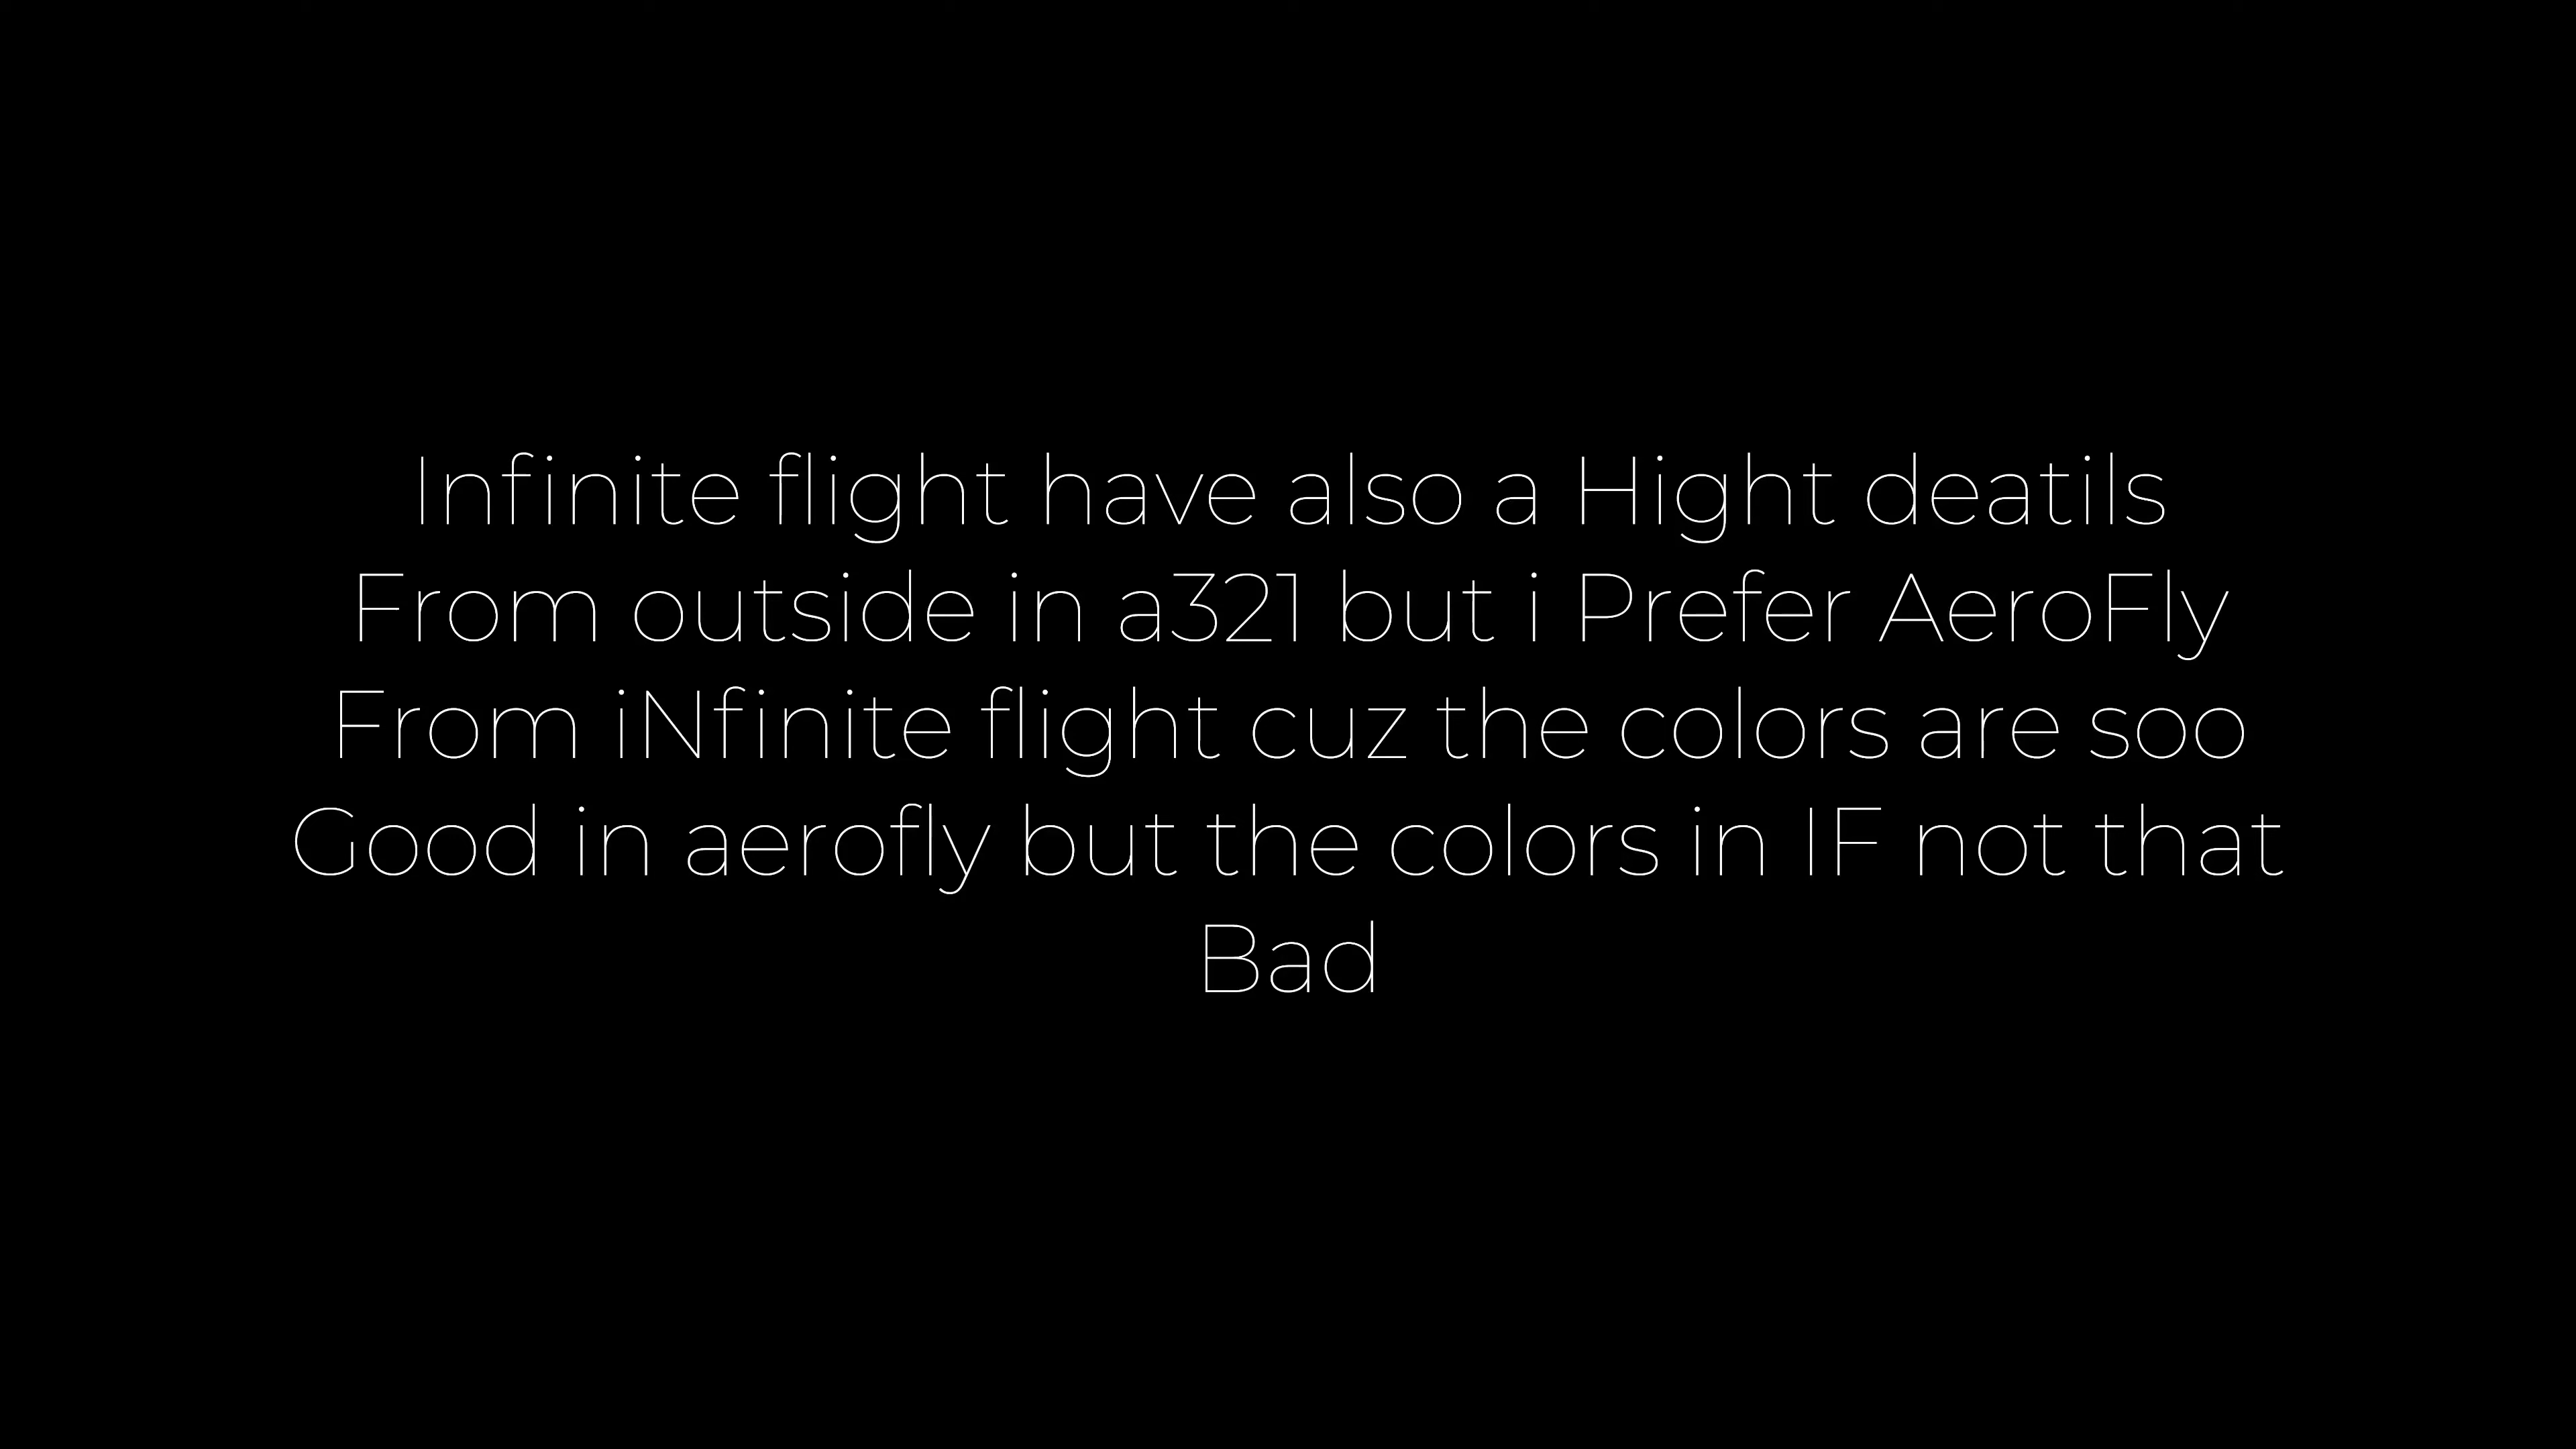 Infinite flight have also a Hight deatils
From outside in a321 but i Prefer AeroFly
From iNfinite flight cuz the colors are soo
Good in aerofly but the colors in IF not that
Bad